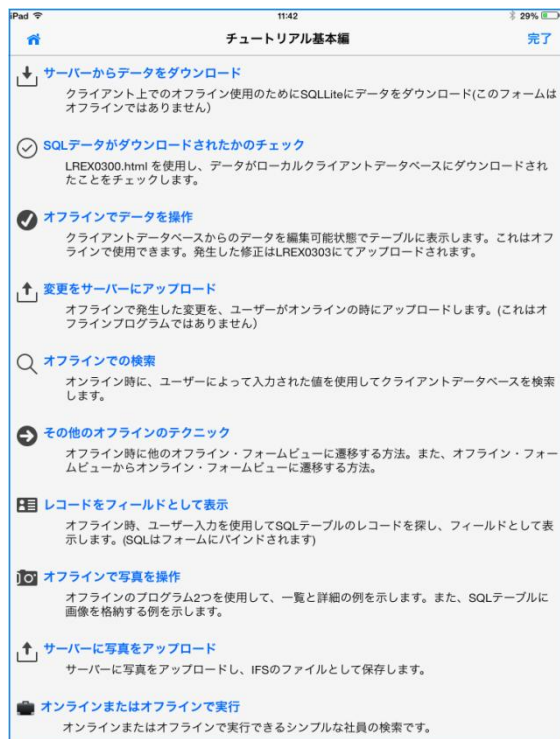 iPad 11:42 29%
チュートリアル基本編 完了
サーバーからデータをダウンロード
クライアント上でのオフライン使用のためにSQLLiteにデータをダウンロード(このフォームは
オフラインではありません）
SQLデータがダウンロードされたかのチェック
LREX0300.html を使用し、データがローカルクライアントデータベースにダウンロードされ
たことをチェックします。
オフラインでデータを操作
クライアントデータベースからのデータを編集可能状態でテーブルに表示します。これはオフ
ラインで使用できます。発生した修正はLREX0303にてアップロードされます。
変更をサーバーにアップロード
オフラインで発生した変更を、ユーザーがオンラインの時にアップロードします。(これはオ
フラインプログラムではありません）
オフラインでの検索
オンライン時に、ユーザーによって入力された値を使用してクライアントデータベースを検索
します。
その他のオフラインのテクニック
オフライン時に他のオフライン・フォームビューに遷移する方法。また、オフライン・フォー
ムビューからオンライン・フォームビューに遷移する方法。
レコードをフィールドとして表示
オフライン時、ユーザー入力を使用してSQLテーブルのレコードを探し、フィールドとして表
示します。(SQLはフォームにバインドされます)
オフラインで写真を操作
オフラインのプログラム2つを使用して、一覧と詳細の例を示します。また、SQLテーブルに
画像を格納する例を示します。
サーバーに写真をアップロード
サーバーに写真をアップロードし、IFSのファイルとして保存します。
オンラインまたはオフラインで実行
オンラインまたはオフラインで実行できるシンプルな社員の検索です。